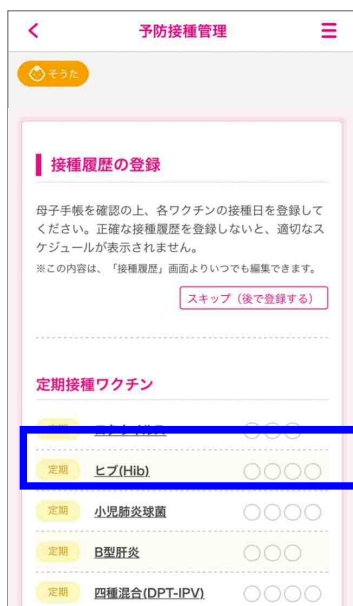 予防接種管理
そうた
接種履歴の登録
母子手帳を確認の上、各ワクチンの接種日を登録して
ください。正確な接種履歴を登録しないと、適切なス
ケジュールが表示されません。
※この内容は、「接種履歴」画面よりいつでも編集できます。
スキップ（後で登録する）
定期接種ワクチン
定期 ヒブ(Hib)
定期 小児肺炎球菌
定期 B型肝炎
定期 四種混合(DPT-IPV)